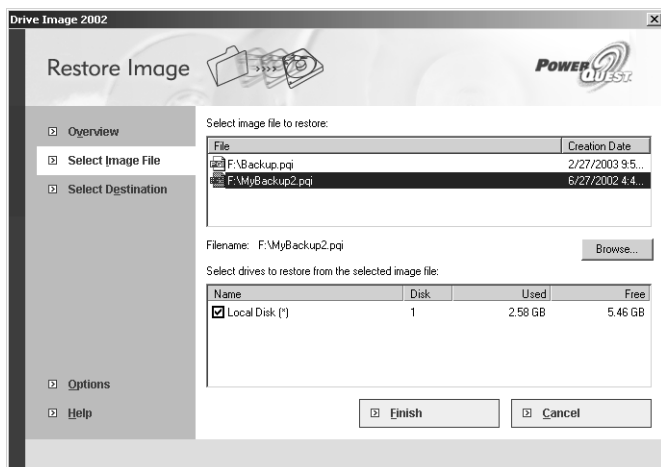 Drive Image 2002
Restore Image
POWERQUEST
Overview
Select Image File
Select Destination
Options
Help
Select image file to restore:
File Creation Date
F:\Backup.pqi 2/27/2003 9:5...
F:\MyBackup2.pqi 6/27/2002 4:4...
Filename: F:\MyBackup2.pqi
Browse...
Select drives to restore from the selected image file:
Name Disk Used Free
Local Disk (*) 1 2.58 GB 5.46 GB
Finish
Cancel